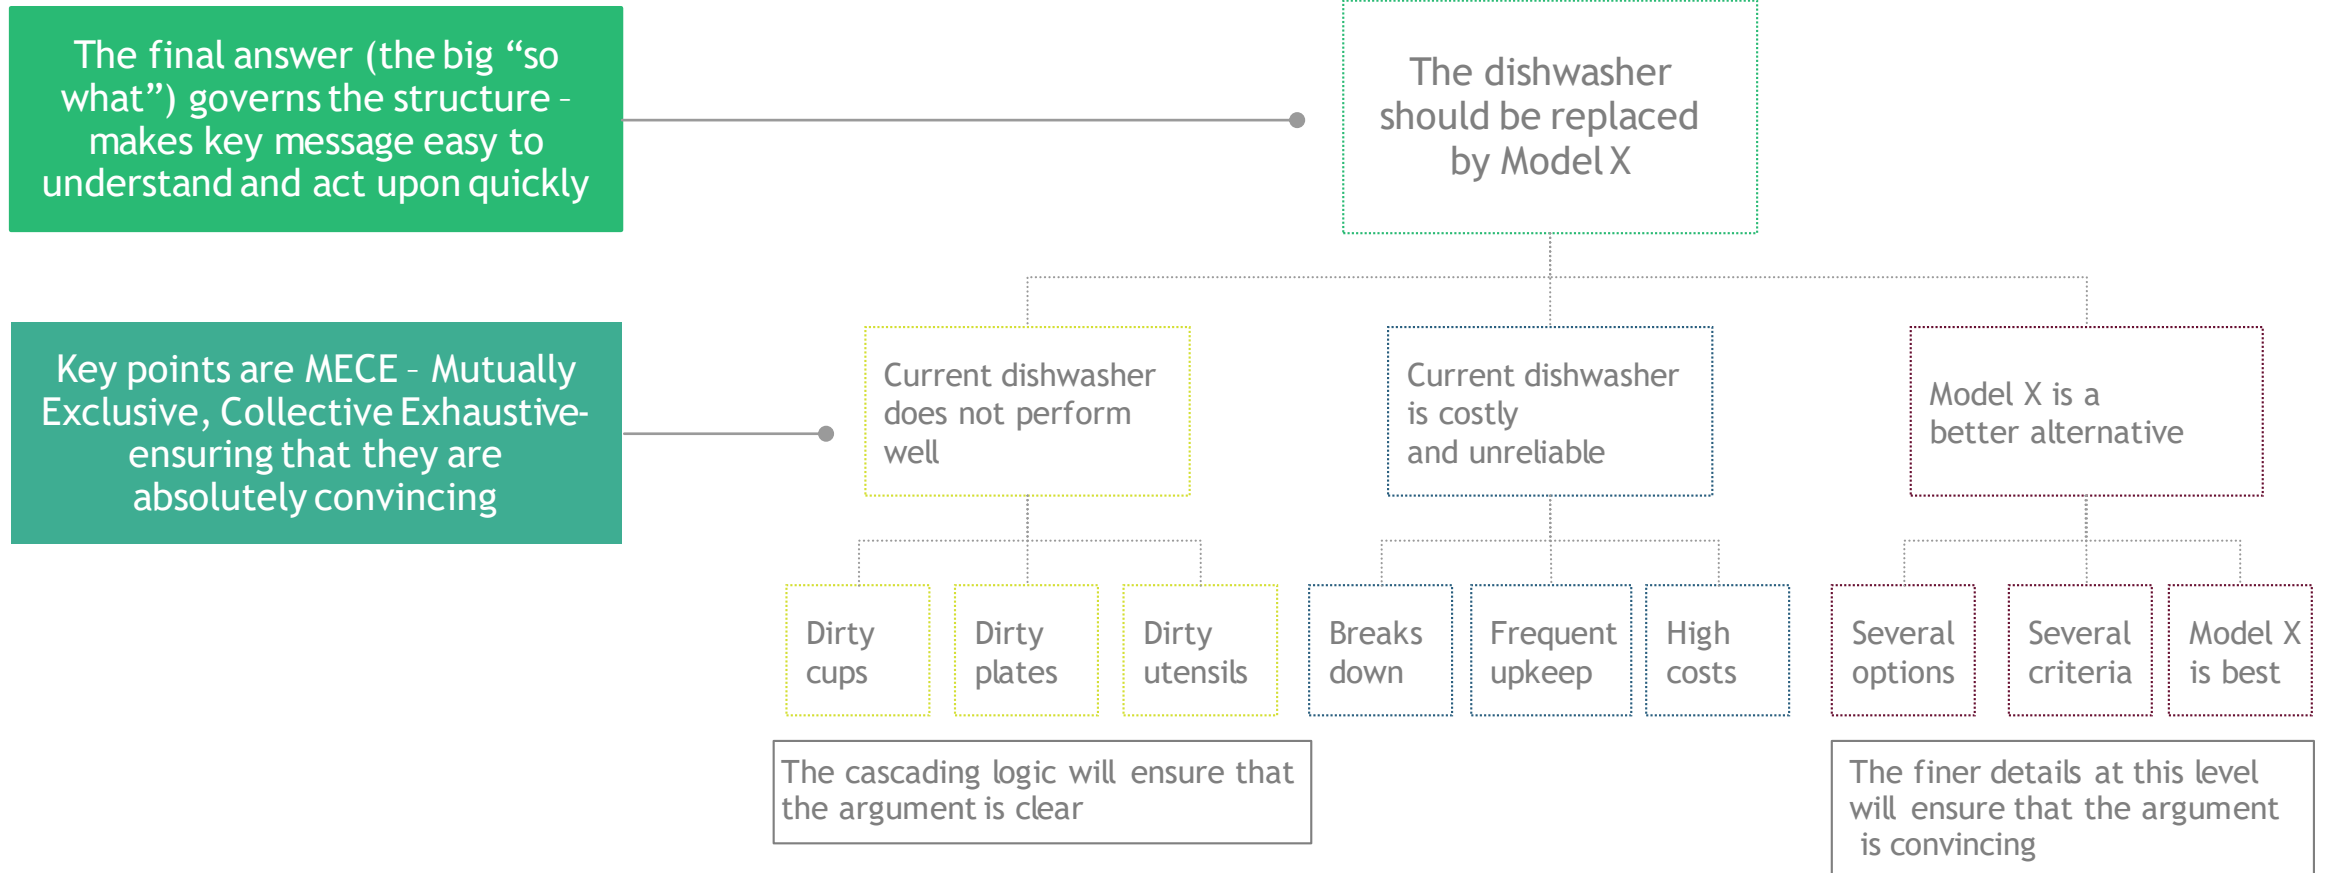 The final answer (the big “so
what”) governs the structure –
makes key message easy to
understand and act upon quickly
The dishwasher
should be replaced
by Model X
Key points are MECE – Mutually
Exclusive, Collective Exhaustive-
ensuring that they are
absolutely convincing
Current dishwasher
does not perform
well
Current dishwasher
is costly
and unreliable
Model X is a
better alternative
Dirty
cups
Dirty
plates
Dirty
utensils
Breaks
down
Frequent
upkeep
High
costs
Several
options
Several
criteria
Model X
is best
The cascading logic will ensure that
the argument is clear
The finer details at this level
will ensure that the argument
is convincing